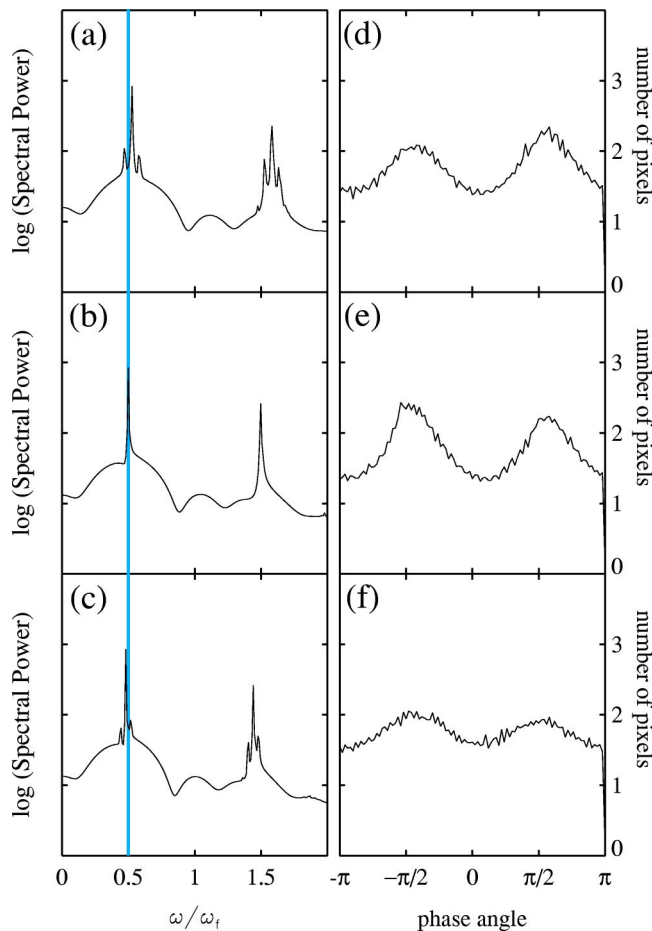 (a)
(d)
log (Spectral Power)
number of pixels
3
2
1
0
(b)
(e)
log (Spectral Power)
number of pixels
3
2
1
0
(c)
(f)
log (Spectral Power)
number of pixels
3
2
1
0
0 0.5 1 1.5
-π −π/2 0 π/2 π
ω/ωf
phase angle